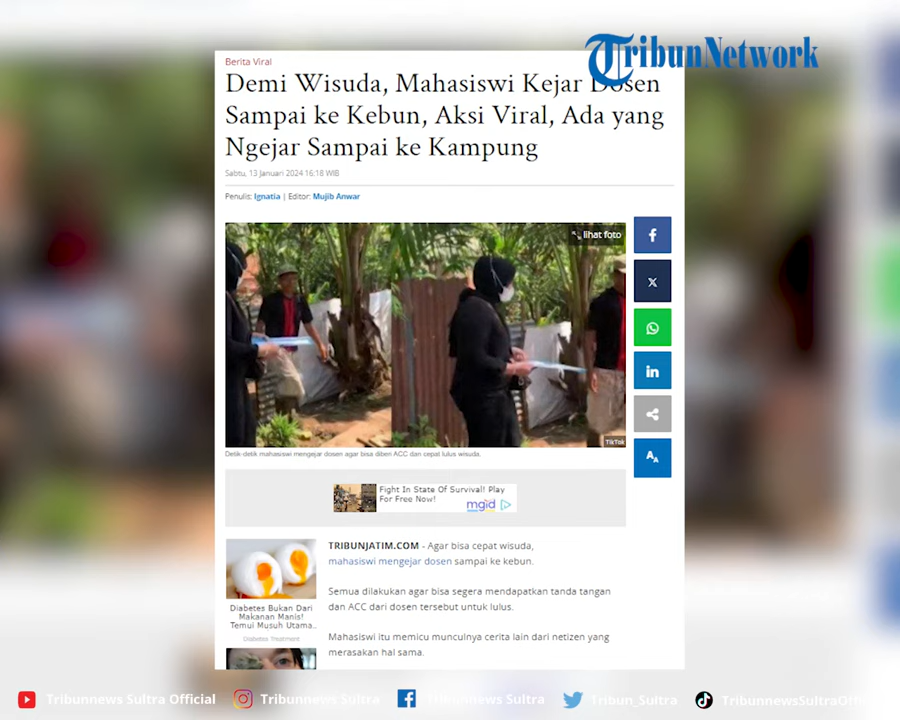 TribunNetwork
Berita Viral
Demi Wisuda, Mahasiswi Kejar Dosen
Sampai ke Kebun, Aksi Viral, Ada yang
Ngejar Sampai ke Kampung
Sabtu, 13 Januari 2024 16:18 WIB
Penulis: Ignatia | Editor: Mujib Anwar
lihat foto
TikTok
Detik-detik mahasiswi mengejar dosen agar bisa diberi ACC dan cepat lulus wisuda.
Fight In State Of Survival! Play
For Free Now!
mgid
TRIBUNJATIM.COM - Agar bisa cepat wisuda,
mahasiswi mengejar dosen sampai ke kebun.
Semua dilakukan agar bisa segera mendapatkan tanda tangan
dan ACC dari dosen tersebut untuk lulus.
Mahasiswa itu memicu munculnya cerita lain dari netizen yang
merasakan hal sama.
Diabetes Bukan Dari
Makanan Manis!
Temui Musuh Utama..
Diabetes Treatment
Tribunnews Sultra Official
Tribunnews Sultra
Tribunnews Sultra
Tribun_Sultra
TribunnewsSultraOffi